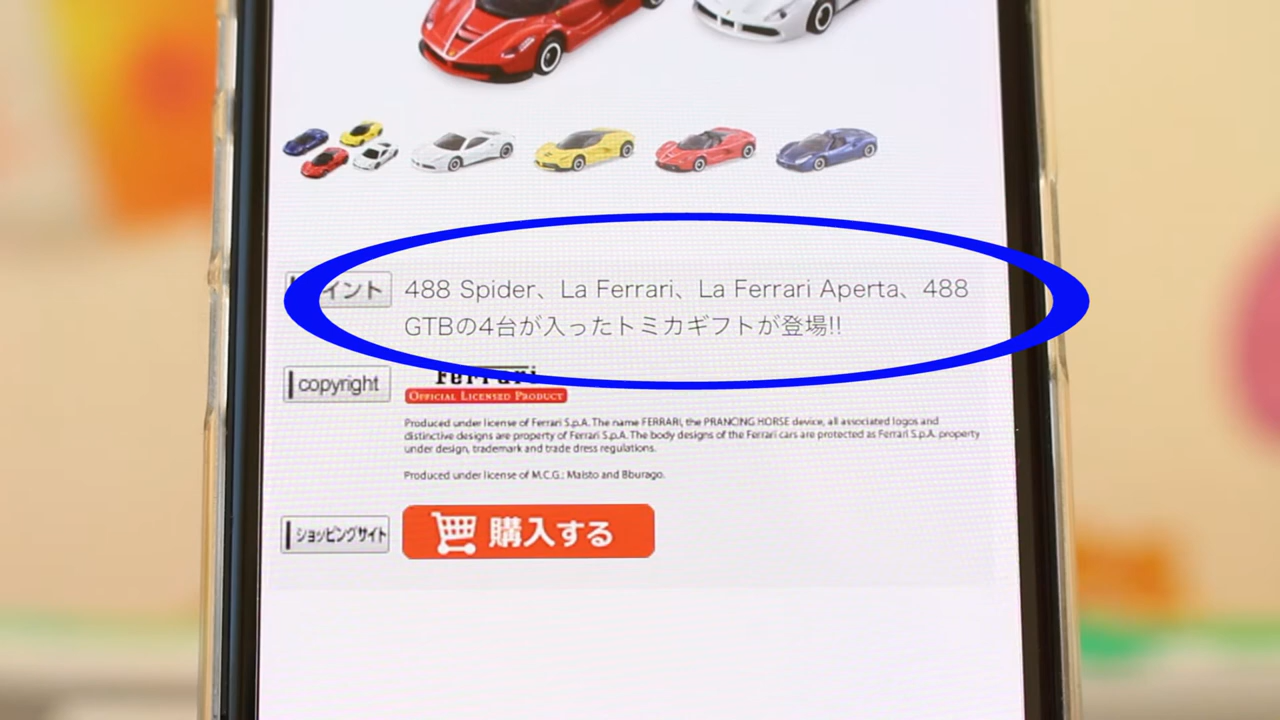 イント
488 Spider、La Ferrari、La Ferrari Aperta、488
GTBの4台が入ったトミカギフトが登場!!
copyright
Ferrari
OFFICIAL LICENSED PRODUCT
Produced under license of Ferrari S.p.A. The name FERRARI, the PRANCING HORSE device, all associated logos and
distinctive designs are property of Ferrari S.p.A. The body designs of the Ferrari cars are protected as Ferrari S.p.A. property
under design, trademark and trade dress regulations.
Produced under license of M.C.G.: Maisto and Bburago.
ショッピングサイト
購入する